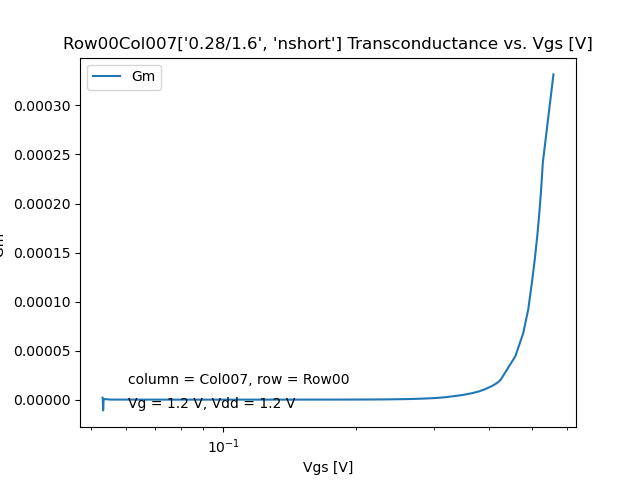 Row00Col007['0.28/1.6', 'nshort'] Transconductance vs. Vgs [V]
Gm
0.00030
0.00025
0.00020
0.00015
0.00010
0.00005
0.00000
column = Col007, row = Row00
Vg = 1.2 V, Vdd = 1.2 V
10⁻¹
Vgs [V]